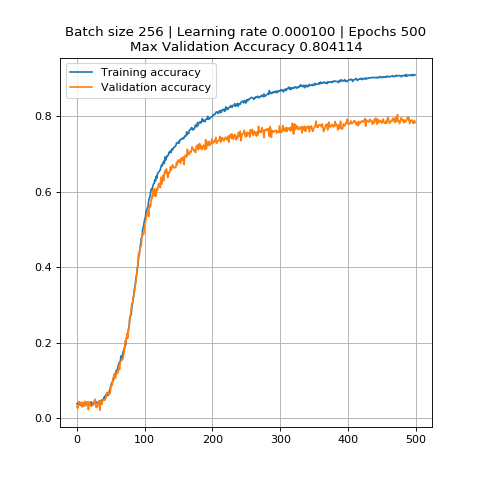 Batch size 256 | Learning rate 0.000100 | Epochs 500
Max Validation Accuracy 0.804114
Training accuracy
Validation accuracy
0.8
0.6
0.4
0.2
0.0
0 100 200 300 400 500